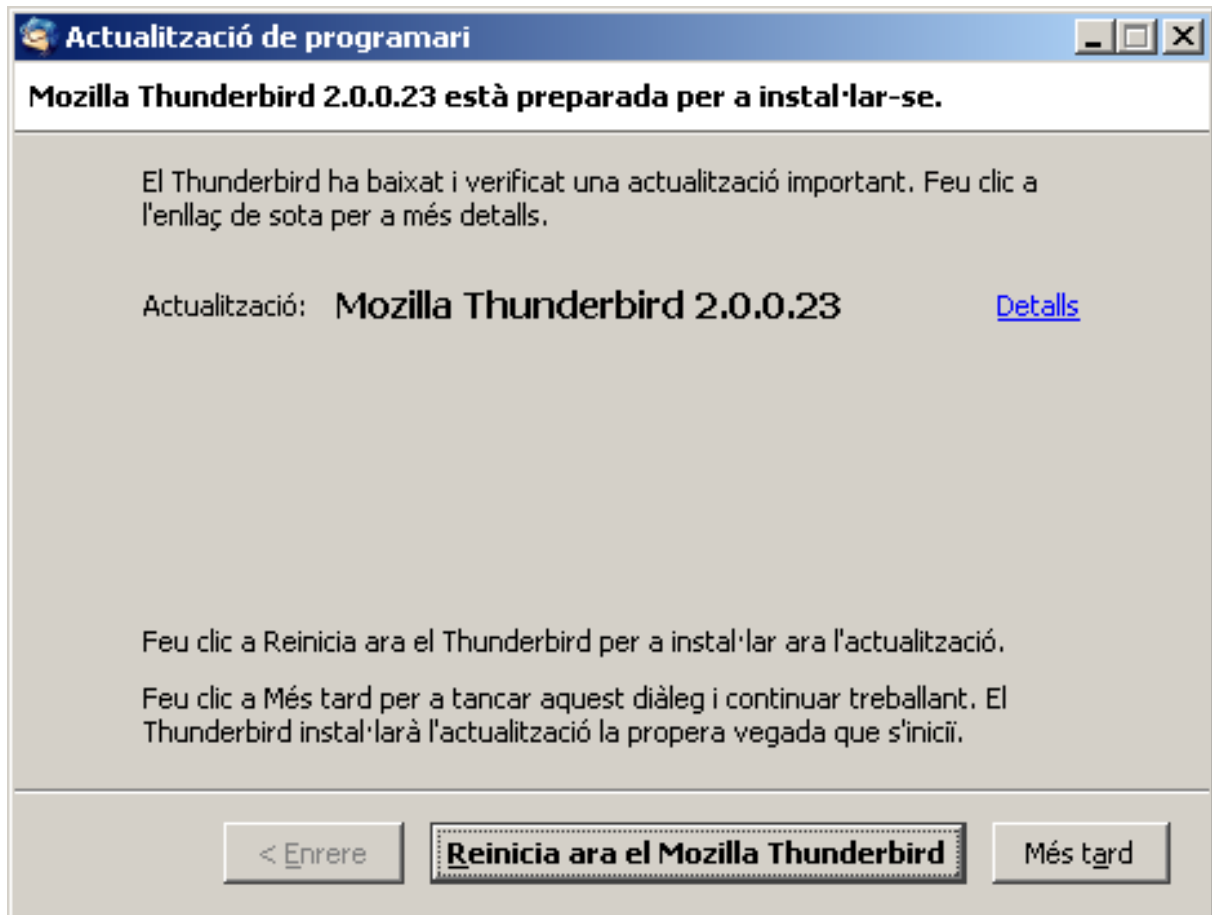 Actualització de programari
Mozilla Thunderbird 2.0.0.23 està preparada per a instal·lar-se.
El Thunderbird ha baixat i verificat una actualització important. Feu clic a
l'enllaç de sota per a més detalls.
Actualització: Mozilla Thunderbird 2.0.0.23 Detalls
Feu clic a Reinicia ara el Thunderbird per a instal·lar ara l'actualització.
Feu clic a Més tard per a tancar aquest diàleg i continuar treballant. El
Thunderbird instal·larà l'actualització la propera vegada que s'iniciï.
< Enrere Reinicia ara el Mozilla Thunderbird Més tard